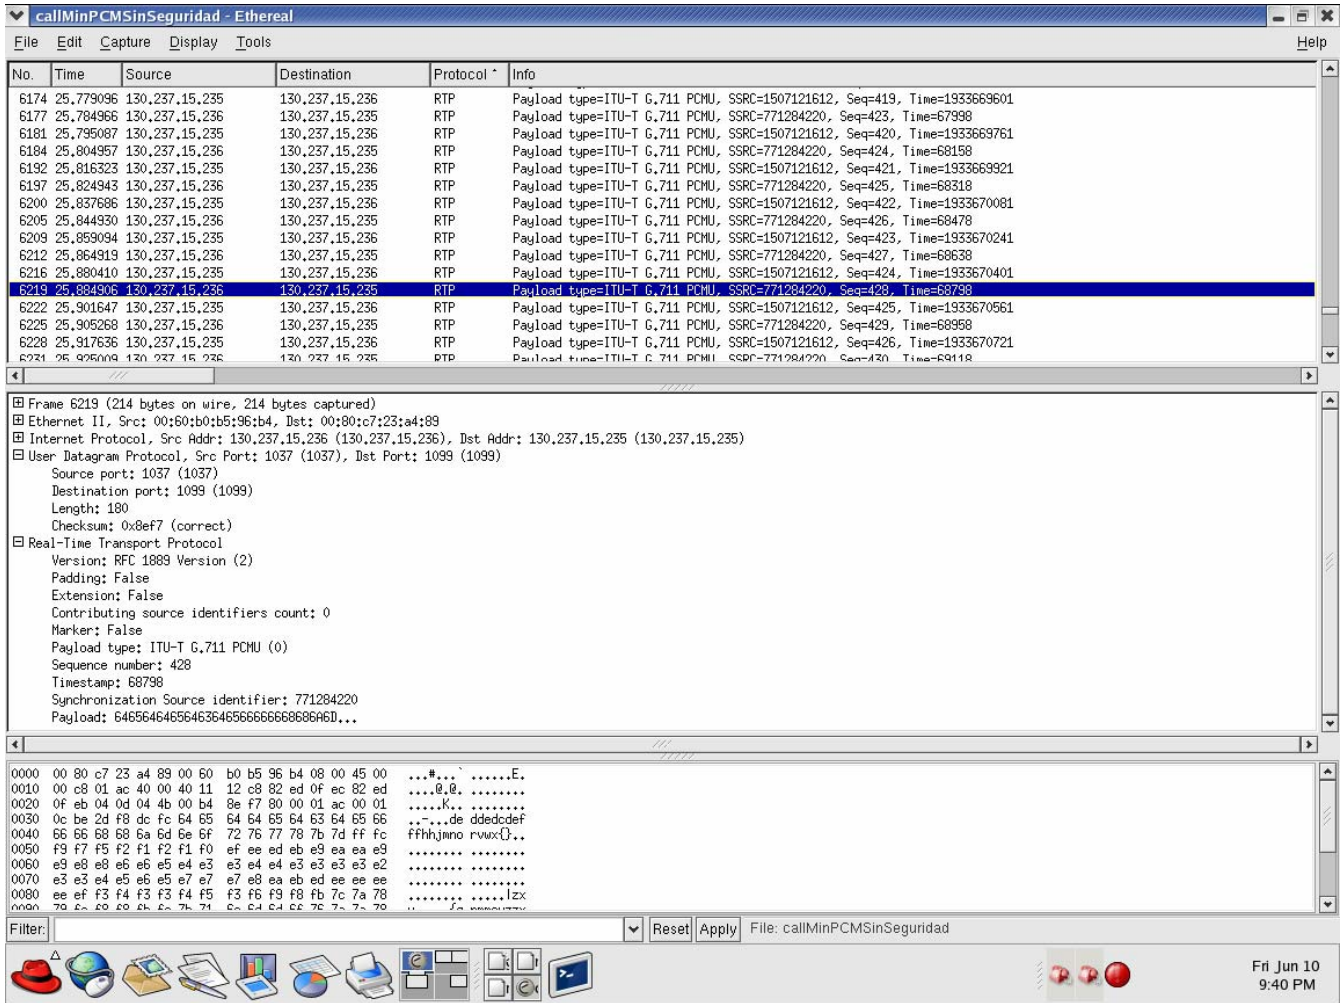 callMinPCMSinSeguridad - Ethereal
File Edit Capture Display Tools Help
No. Time Source Destination Protocol Info
6174 25.779096 130.237.15.235 130.237.15.236 RTP Payload type=ITU-T G.711 PCMU, SSRC=1507121612, Seq=419, Time=1933669601
6177 25.784966 130.237.15.236 130.237.15.235 RTP Payload type=ITU-T G.711 PCMU, SSRC=771284220, Seq=423, Time=67998
6181 25.795087 130.237.15.235 130.237.15.236 RTP Payload type=ITU-T G.711 PCMU, SSRC=1507121612, Seq=420, Time=1933669761
6184 25.804957 130.237.15.236 130.237.15.235 RTP Payload type=ITU-T G.711 PCMU, SSRC=771284220, Seq=424, Time=68158
6192 25.816323 130.237.15.235 130.237.15.236 RTP Payload type=ITU-T G.711 PCMU, SSRC=1507121612, Seq=421, Time=1933669921
6197 25.824943 130.237.15.236 130.237.15.235 RTP Payload type=ITU-T G.711 PCMU, SSRC=771284220, Seq=425, Time=68318
6200 25.837686 130.237.15.235 130.237.15.236 RTP Payload type=ITU-T G.711 PCMU, SSRC=1507121612, Seq=422, Time=1933670081
6205 25.844930 130.237.15.236 130.237.15.235 RTP Payload type=ITU-T G.711 PCMU, SSRC=771284220, Seq=426, Time=68478
6209 25.859094 130.237.15.235 130.237.15.236 RTP Payload type=ITU-T G.711 PCMU, SSRC=1507121612, Seq=423, Time=1933670241
6212 25.864919 130.237.15.236 130.237.15.235 RTP Payload type=ITU-T G.711 PCMU, SSRC=771284220, Seq=427, Time=68638
6216 25.880410 130.237.15.235 130.237.15.236 RTP Payload type=ITU-T G.711 PCMU, SSRC=1507121612, Seq=424, Time=1933670401
6219 25.884906 130.237.15.236 130.237.15.235 RTP Payload type=ITU-T G.711 PCMU, SSRC=771284220, Seq=428, Time=68798
6222 25.901647 130.237.15.235 130.237.15.236 RTP Payload type=ITU-T G.711 PCMU, SSRC=1507121612, Seq=425, Time=1933670561
6225 25.905268 130.237.15.236 130.237.15.235 RTP Payload type=ITU-T G.711 PCMU, SSRC=771284220, Seq=429, Time=68958
6228 25.917636 130.237.15.235 130.237.15.236 RTP Payload type=ITU-T G.711 PCMU, SSRC=1507121612, Seq=426, Time=1933670721
6231 25.925009 130.237.15.236 130.237.15.235 RTP Payload type=ITU-T G.711 PCMU, SSRC=771284220, Seq=430, Time=69118
Frame 6219 (214 bytes on wire, 214 bytes captured)
Ethernet II, Src: 00:60:b0:b5:96:b4, Dst: 00:80:c7:23:a4:89
Internet Protocol, Src Addr: 130.237.15.236 (130.237.15.236), Dst Addr: 130.237.15.235 (130.237.15.235)
User Datagram Protocol, Src Port: 1037 (1037), Dst Port: 1099 (1099)
Source port: 1037 (1037)
Destination port: 1099 (1099)
Length: 180
Checksum: 0x8ef7 (correct)
Real-Time Transport Protocol
Version: RFC 1889 Version (2)
Padding: False
Extension: False
Contributing source identifiers count: 0
Marker: False
Payload type: ITU-T G.711 PCMU (0)
Sequence number: 428
Timestamp: 68798
Synchronization Source identifier: 771284220
Payload: 64656464656463646566666668686A6D...
0000 00 80 c7 23 a4 89 00 60 b0 b5 96 b4 08 00 45 00 ...#...` ......E.
0010 00 c8 01 ac 40 00 40 11 12 c8 82 ed 0f ec 82 ed ....@.@. ........
0020 0f eb 04 0d 04 4b 00 b4 8e f7 80 00 01 ac 00 01 .....K.. ........
0030 0c be 2d f8 dc fc 64 65 64 64 65 64 63 64 65 66 ..-...de ddedcdef
0040 66 66 68 68 6a 6d 6e 6f 72 76 77 78 7b 7d ff fc ffhhjmno rvwx{}..
0050 f9 f7 f5 f2 f1 f2 f1 f0 ef ee ed eb e9 ea ea e9 ........ ........
0060 e9 e8 e8 e6 e6 e5 e4 e3 e3 e4 e4 e3 e3 e3 e3 e2 ........ ........
0070 e3 e3 e4 e5 e6 e5 e7 e7 e7 e8 ea eb ed ee ee ee ........ ........
0080 ee ef f3 f4 f3 f3 f4 f5 f3 f6 f9 f8 fb 7c 7a 78 ........ .....|zx
0090
Filter: Reset Apply File: callMinPCMSinSeguridad
Fri Jun 10
9:40 PM